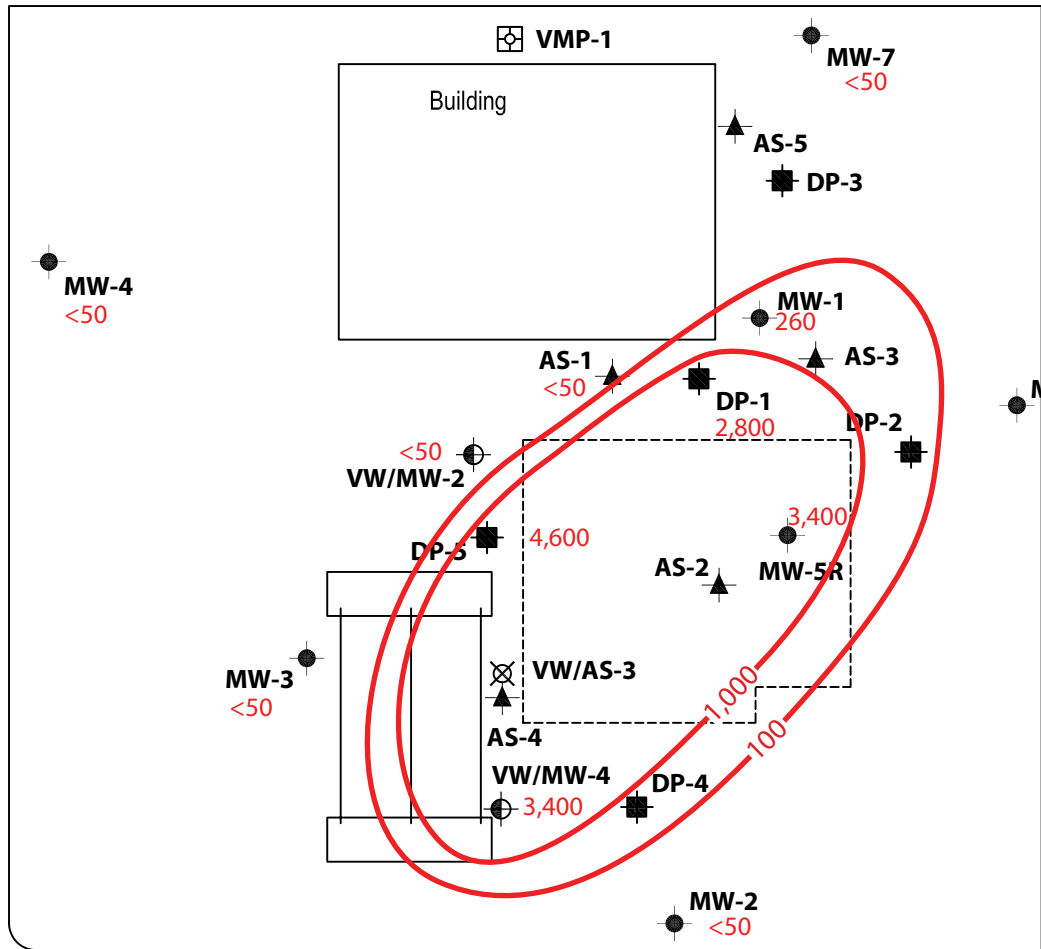 VMP-1
MW-7
<50
Building
AS-5
DP-3
MW-4
<50
MW-1
260
AS-3
AS-1
<50
DP-1
2,800
M
DP-2
<50
VW/MW-2
3,400
4,600
DP-5
MW-5R
AS-2
MW-3
<50
VW/AS-3
AS-4
1,000
100
VW/MW-4
3,400
DP-4
MW-2
<50